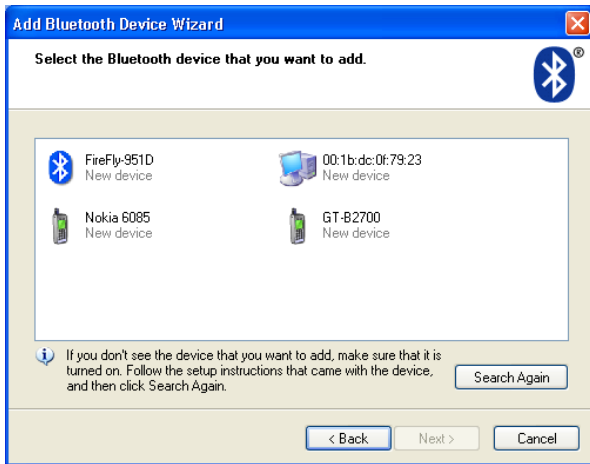 Add Bluetooth Device Wizard
Select the Bluetooth device that you want to add.
®
FireFly-951D
New device
00:1b:dc:0f:79:23
New device
Nokia 6085
New device
GT-B2700
New device
If you don't see the device that you want to add, make sure that it is
turned on. Follow the setup instructions that came with the device,
and then click Search Again.
Search Again
< Back
Next >
Cancel